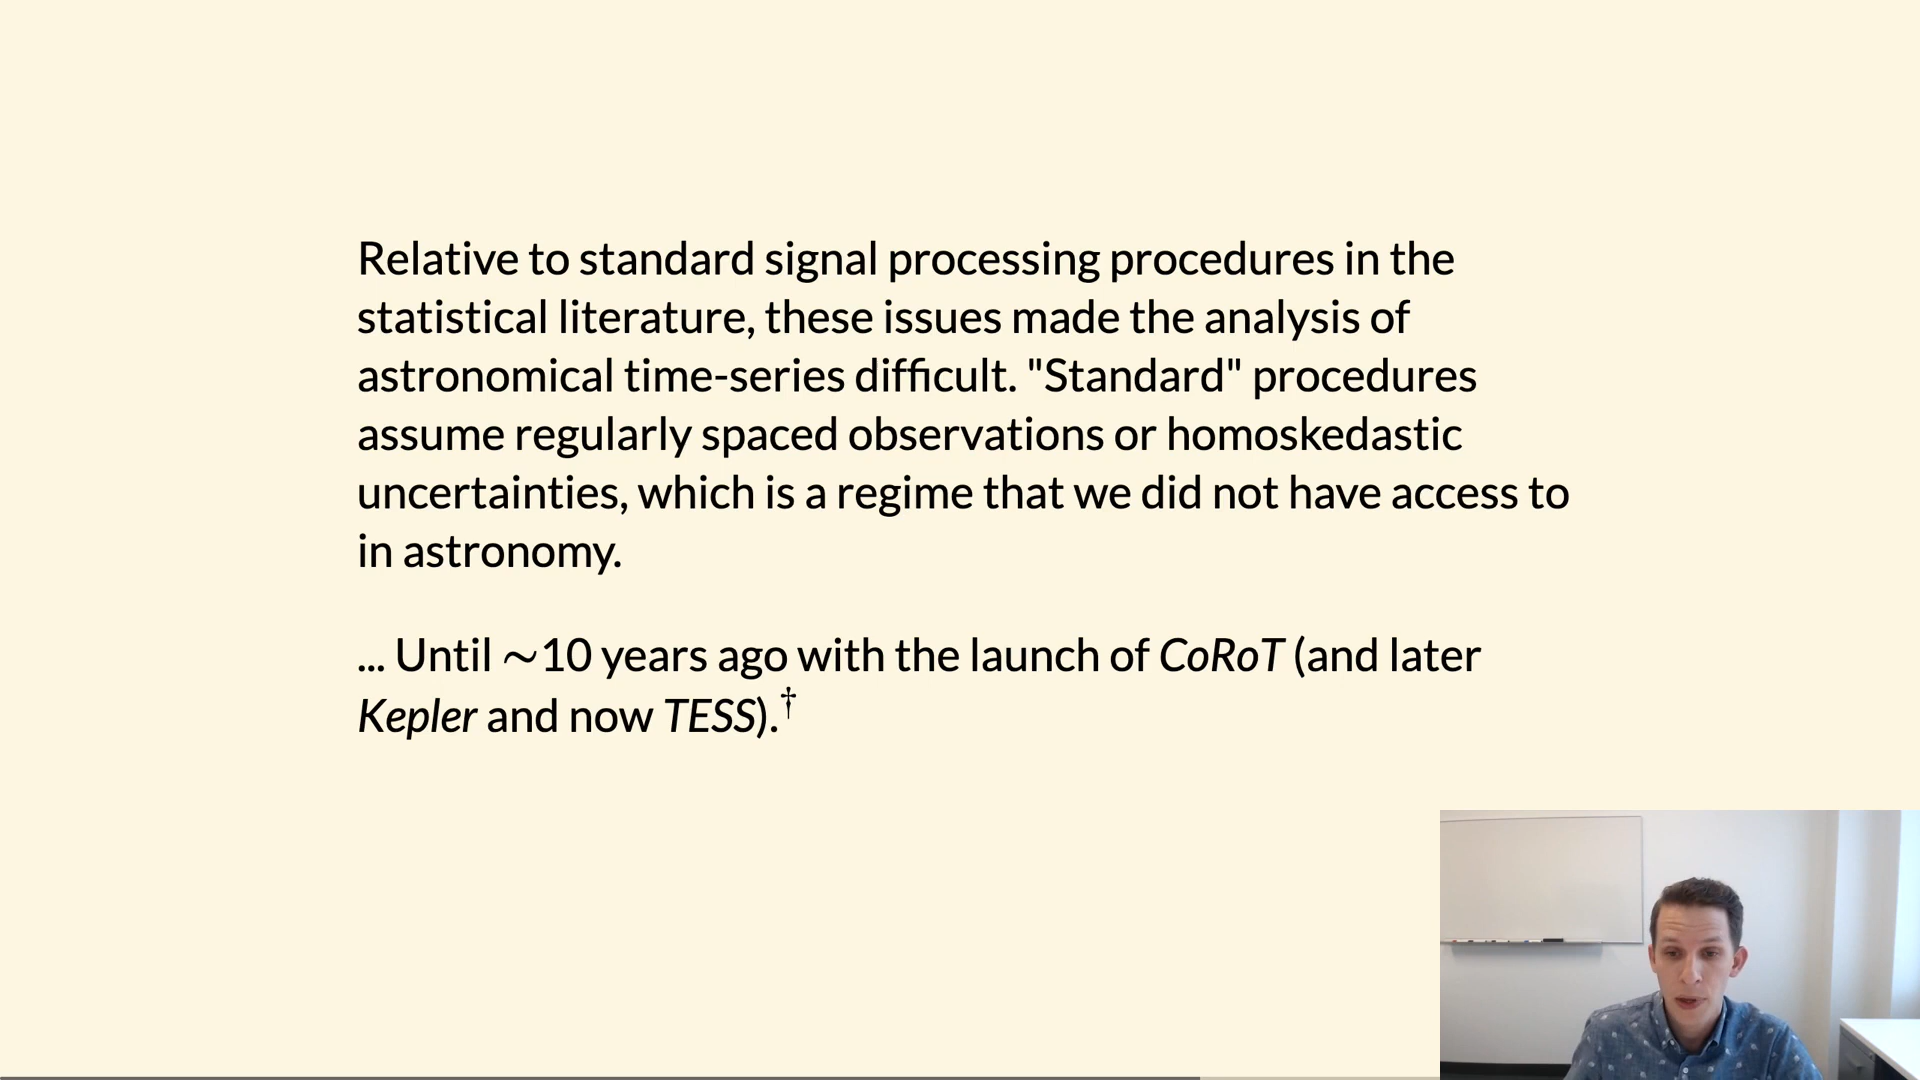 Relative to standard signal processing procedures in the
statistical literature, these issues made the analysis of
astronomical time-series difficult. "Standard" procedures
assume regularly spaced observations or homoskedastic
uncertainties, which is a regime that we did not have access to
in astronomy.
... Until ~10 years ago with the launch of CoRoT (and later
Kepler and now TESS).†